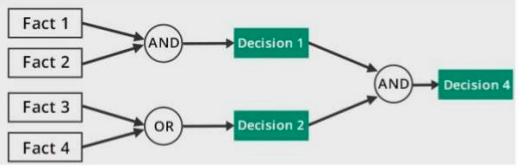 Fact 1
Fact 2
AND
Decision 1
Fact 3
Fact 4
OR
Decision 2
AND
Decision 4